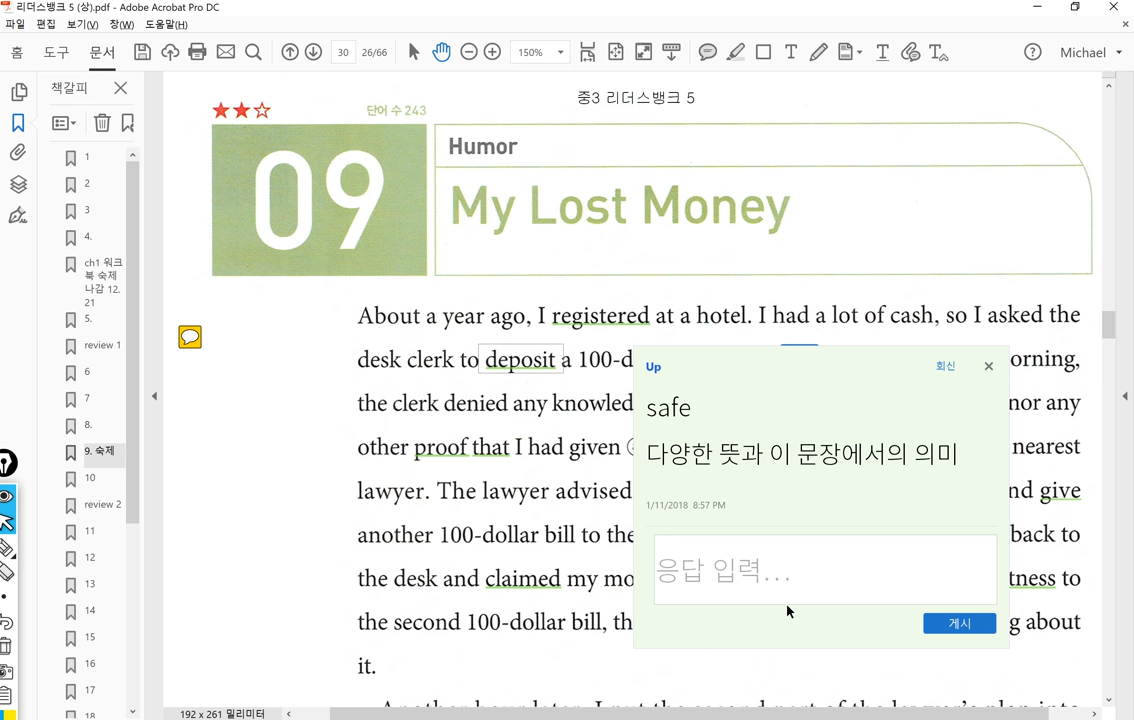 리더스뱅크 5 (상).pdf - Adobe Acrobat Pro DC
파일 편집 보기(V) 창(W) 도움말(H)
홈 도구 문서 30 26/66 150% Michael
책갈피
1
2
3
4.
ch1 워크
북 숙제
나감 12.
21
5.
review 1
6
7
8.
9. 숙제
10
review 2
11
12
13
14
15
16
17
18
중3 리더스뱅크 5
단어 수 243
09
Humor
My Lost Money
About a year ago, I registered at a hotel. I had a lot of cash, so I asked the
desk clerk to deposit a 100-d orning,
the clerk denied any knowled nor any
other proof that I had given nearest
lawyer. The lawyer advised nd give
another 100-dollar bill to the back to
the desk and claimed my mo tness to
the second 100-dollar bill, th g about
it.
Up 회신
safe
다양한 뜻과 이 문장에서의 의미
1/11/2018 8:57 PM
응답 입력...
게시
192 x 261 밀리미터